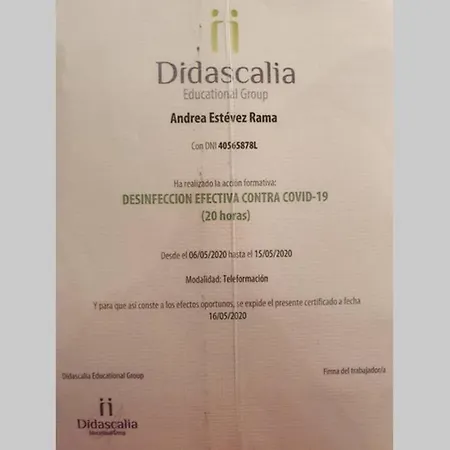 Didascalia
Educational Group
Andrea Estévez Rama
Con DNI 40565878L
Ha realizado la acción formativa:
DESINFECCION EFECTIVA CONTRA COVID-19
(20 horas)
Desde el 06/05/2020 hasta el 15/05/2020
Modalidad: Teleformación
Y para que así conste a los efectos oportunos, se expide el presente certificado a fecha
16/05/2020
Didascalia Educational Group
Firma del trabajador/a
Didascalia
Educational Group